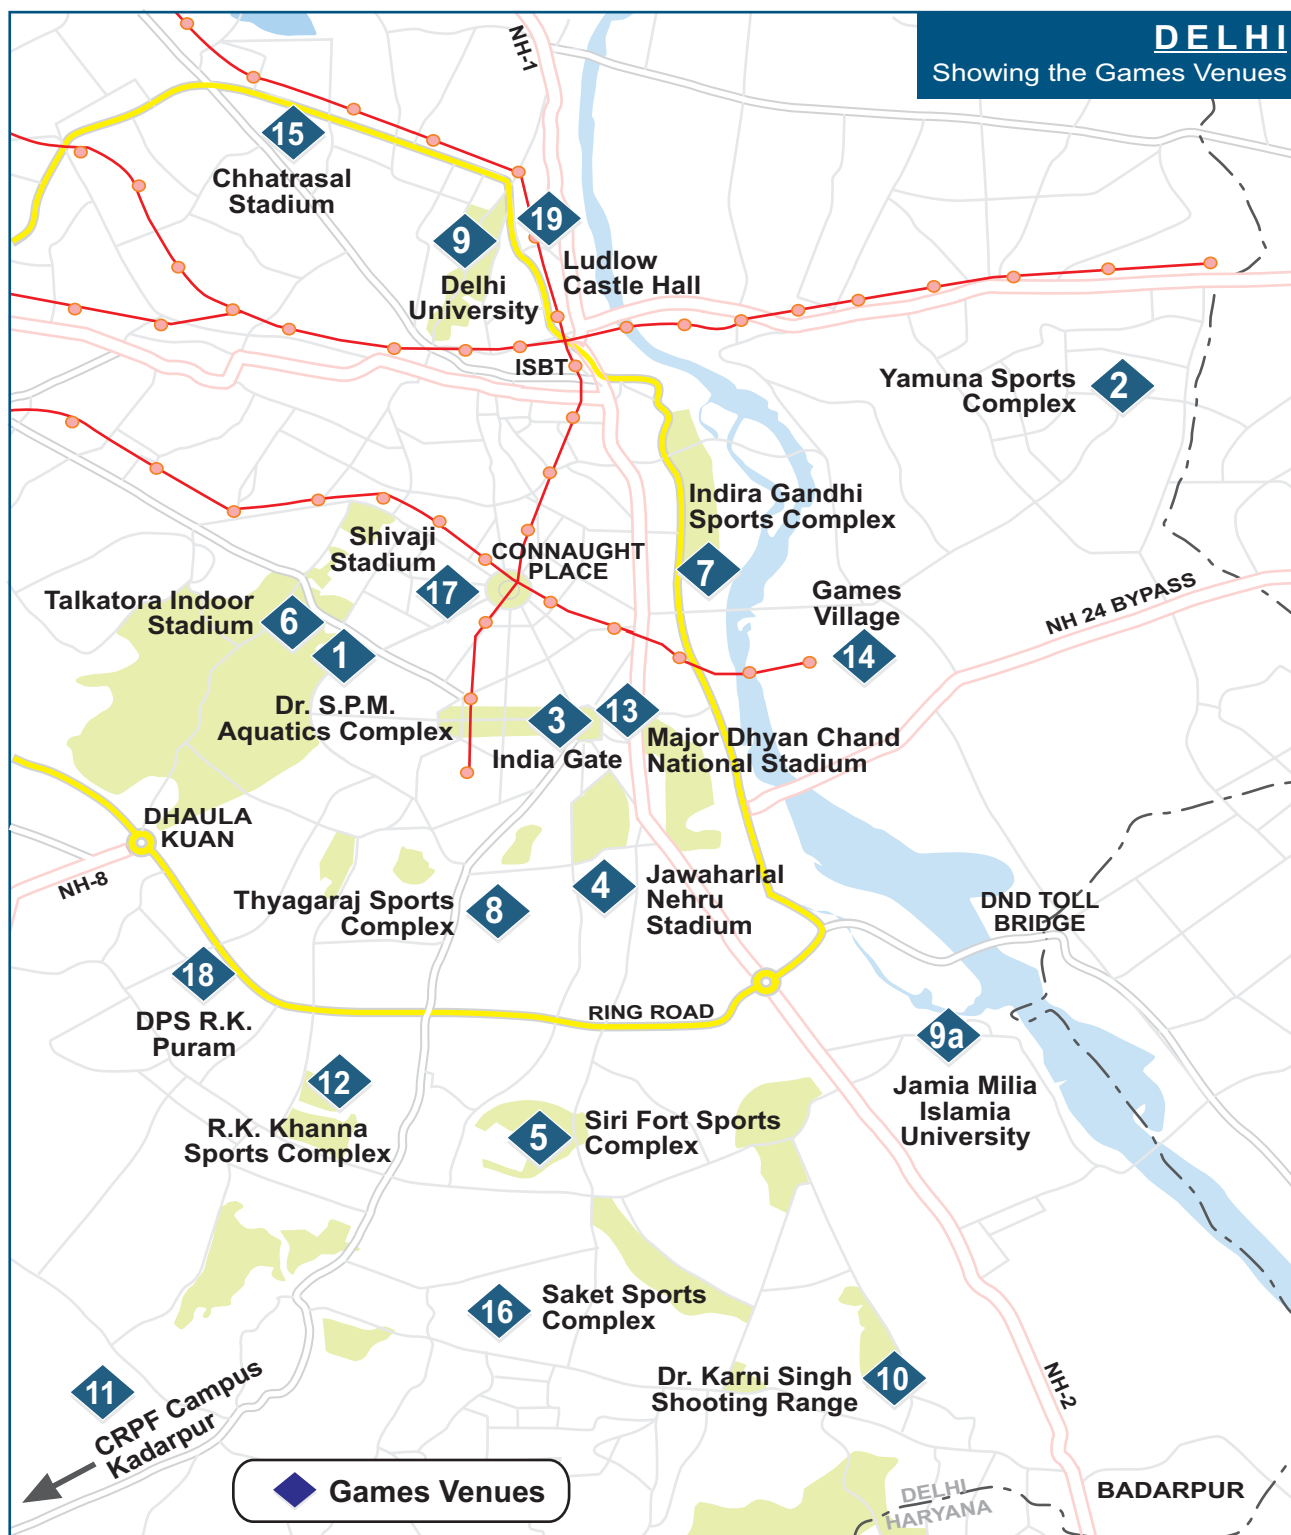 DELHI
Showing the Games Venues
NH-1
15
Chhatrasal
Stadium
19
Ludlow
Castle Hall
9
Delhi
University
ISBT
Yamuna Sports
Complex
2
Indira Gandhi
Sports Complex
7
Shivaji
Stadium
17
CONNAUGHT
PLACE
Games
Village
14
NH 24 BYPASS
Talkatora Indoor
Stadium
6
1
Dr. S.P.M.
Aquatics Complex
3
India Gate
13
Major Dhyan Chand
National Stadium
DHAULA
KUAN
NH-8
Thyagaraj Sports
Complex
8
4
Jawaharlal
Nehru
Stadium
DND TOLL
BRIDGE
18
DPS R.K.
Puram
RING ROAD
9a
Jamia Milia
Islamia
University
12
R.K. Khanna
Sports Complex
5
Siri Fort Sports
Complex
16
Saket Sports
Complex
Dr. Karni Singh
Shooting Range
10
NH-2
11
CRPF Campus
Kadarpur
Games Venues
DELHI
HARYANA
BADARPUR